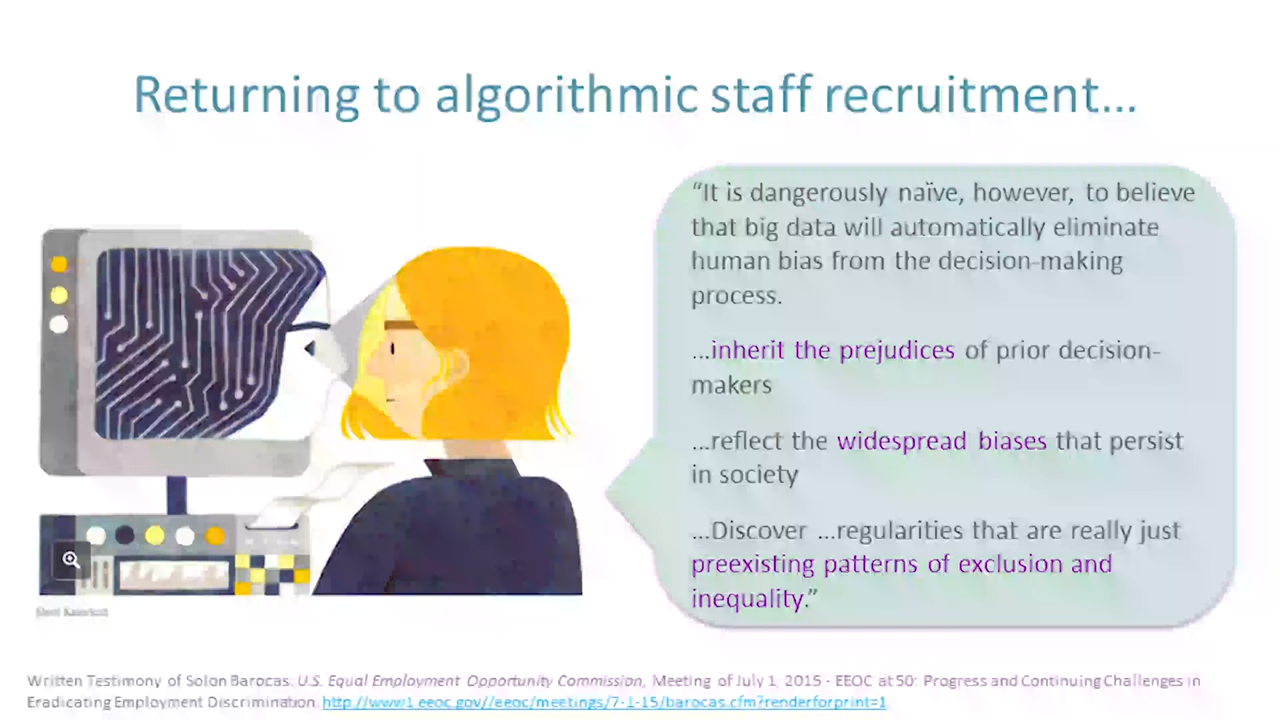 Returning to algorithmic staff recruitment...
“It is dangerously naïve, however, to believe
that big data will automatically eliminate
human bias from the decision-making
process.
...inherit the prejudices of prior decision-
makers
...reflect the widespread biases that persist
in society
...Discover ...regularities that are really just
preexisting patterns of exclusion and
inequality.”
Written Testimony of Solon Barocas. U.S. Equal Employment Opportunity Commission, Meeting of July 1, 2015 - EEOC at 50: Progress and Continuing Challenges in
Eradicating Employment Discrimination. http://www1.eeoc.gov//eeoc/meetings/7-1-15/barocas.cfm?renderforprint=1